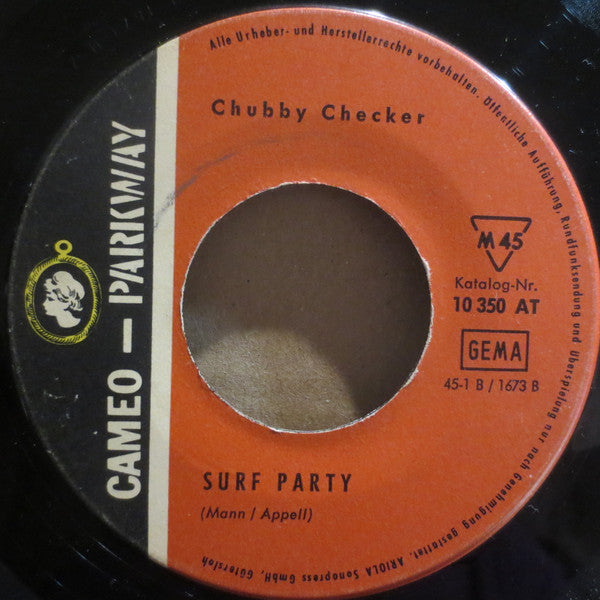 Alle Urheber- und Herstellerrechte vorbehalten. Öffentliche Aufführung, Rundfunksendung und Überspielung nur nach Genehmigung gestattet. ARIOLA Sonopress GmbH, Gütersloh
Chubby Checker
CAMEO – PARKWAY
M 45
Katalog-Nr.
10 350 AT
GEMA
45-1 B / 1673 B
SURF PARTY
(Mann / Appell)